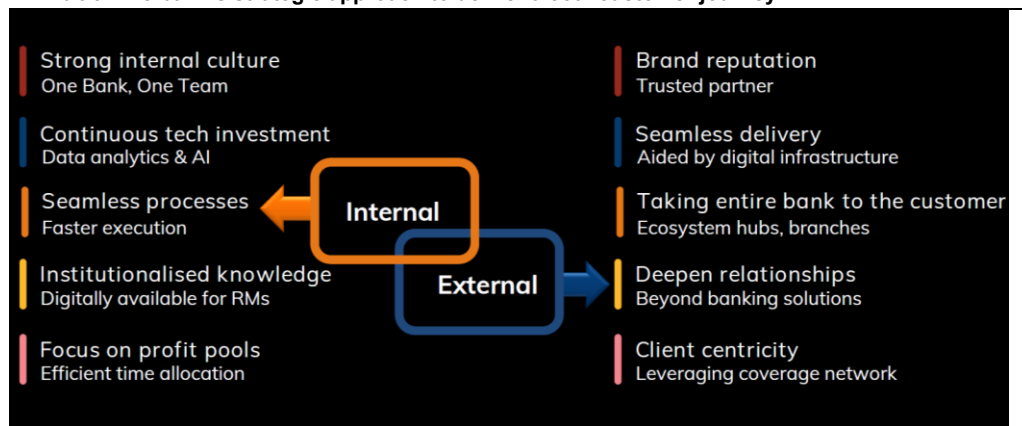 Strong internal culture
One Bank, One Team
Continuous tech investment
Data analytics & AI
Seamless processes
Faster execution
Institutionalised knowledge
Digitally available for RMs
Focus on profit pools
Efficient time allocation
Internal
External
Brand reputation
Trusted partner
Seamless delivery
Aided by digital infrastructure
Taking entire bank to the customer
Ecosystem hubs, branches
Deepen relationships
Beyond banking solutions
Client centricity
Leveraging coverage network